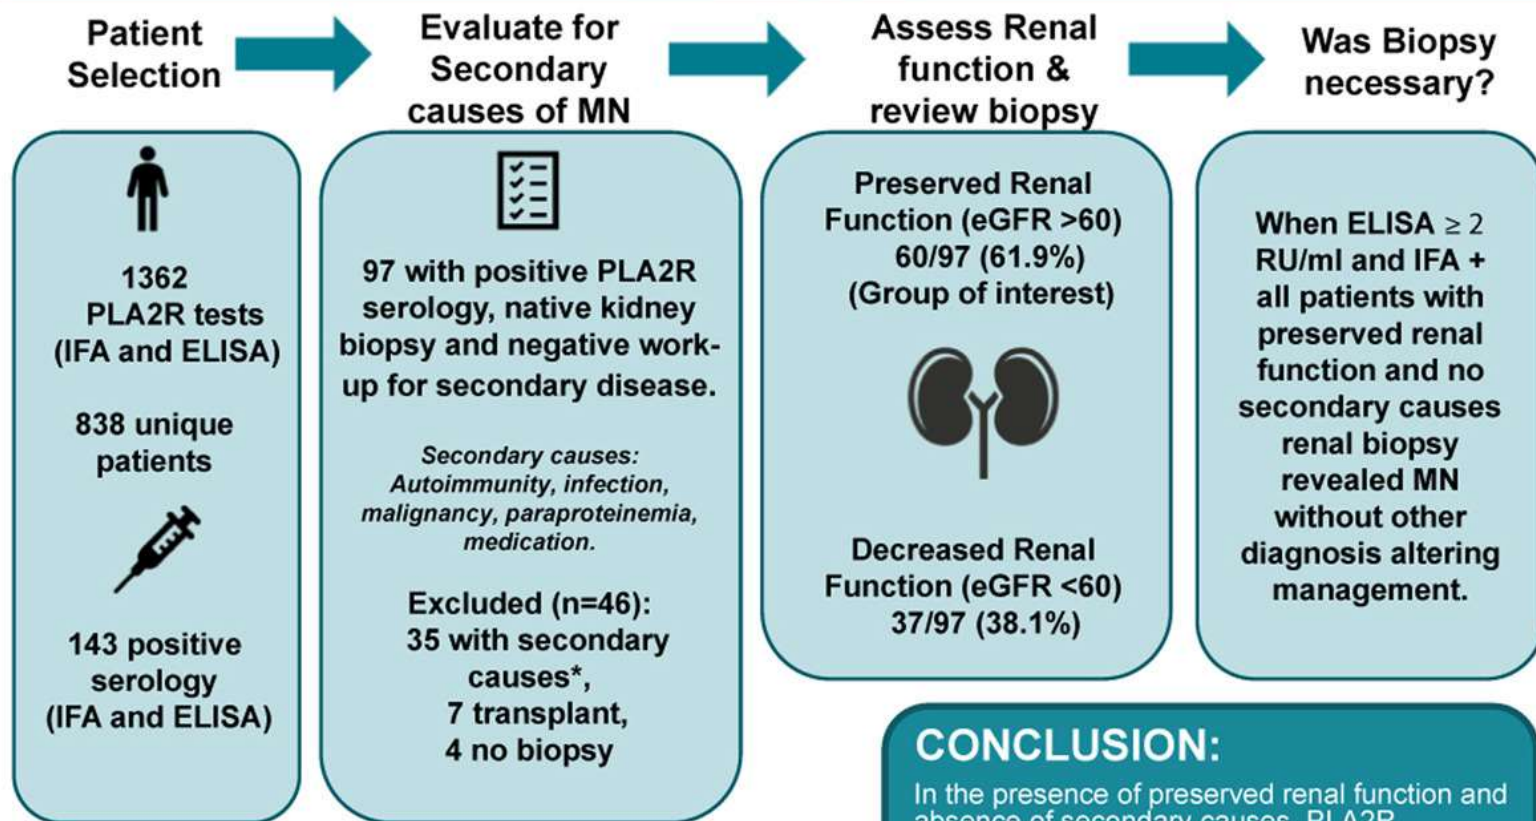 Patient
Selection
Evaluate for
Secondary
causes of MN
Assess Renal
function &
review biopsy
Was Biopsy
necessary?
1362
PLA2R tests
(IFA and ELISA)
838 unique
patients
143 positive
serology
(IFA and ELISA)
97 with positive PLA2R
serology, native kidney
biopsy and negative work-
up for secondary disease.
Secondary causes:
Autoimmunity, infection,
malignancy, paraproteinemia,
medication.
Excluded (n=46):
35 with secondary
causes*,
7 transplant,
4 no biopsy
Preserved Renal
Function (eGFR >60)
60/97 (61.9%)
(Group of interest)
Decreased Renal
Function (eGFR <60)
37/97 (38.1%)
When ELISA ≥ 2
RU/ml and IFA +
all patients with
preserved renal
function and no
secondary causes
renal biopsy
revealed MN
without other
diagnosis altering
management.
CONCLUSION:
In the presence of preserved renal function and
absence of secondary causes, PLA2R